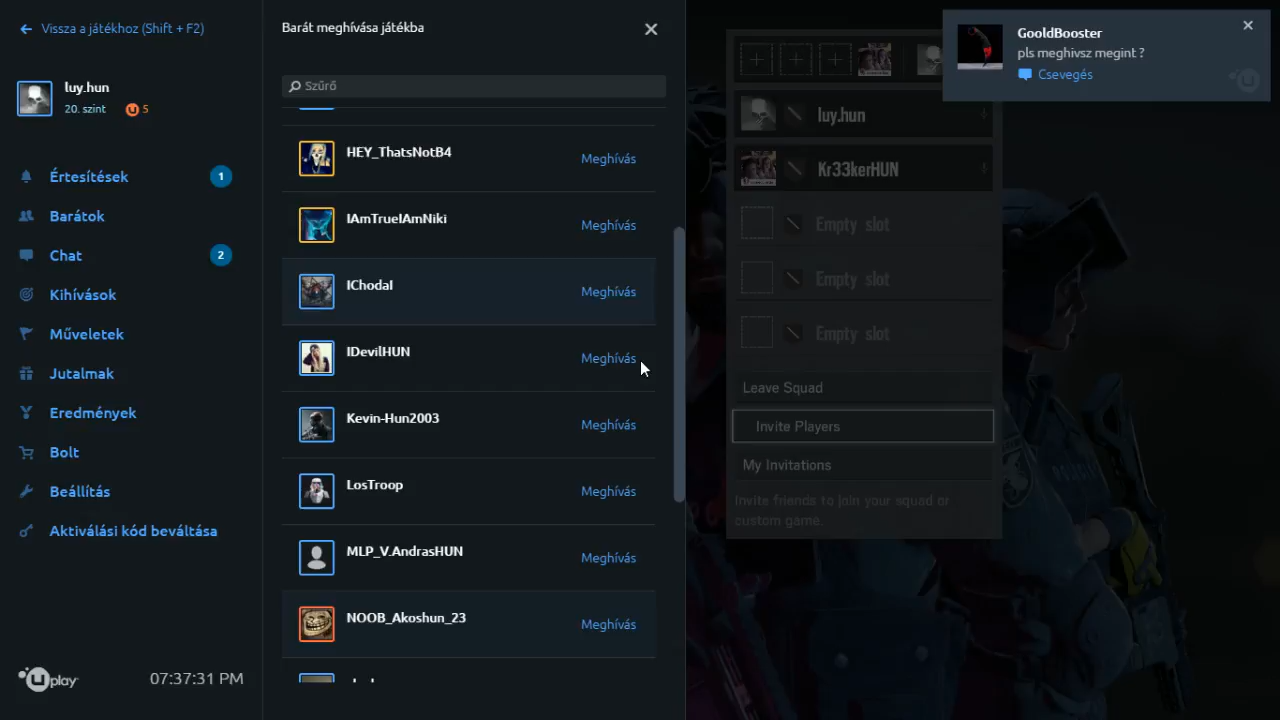 Vissza a játékhoz (Shift + F2)
luy.hun
20. szint
5
Értesítések
1
Barátok
Chat
2
Kihívások
Műveletek
Jutalmak
Eredmények
Bolt
Beállítás
Aktiválási kód beváltása
uplay
07:37:31 PM
Barát meghívása játékba
Szűrő
HEY_ThatsNotB4 Meghívás
IAmTrueIAmNiki Meghívás
IChodaI Meghívás
IDevilHUN Meghívás
Kevin-Hun2003 Meghívás
LosTroop Meghívás
MLP_V.AndrasHUN Meghívás
NOOB_Akoshun_23 Meghívás
GooldBooster
pls meghivsz megint ?
Csevegés
luy.hun
Kr33kerHUN
Empty slot
Empty slot
Empty slot
Leave Squad
Invite Players
My Invitations
Invite friends to join your squad or
custom game.